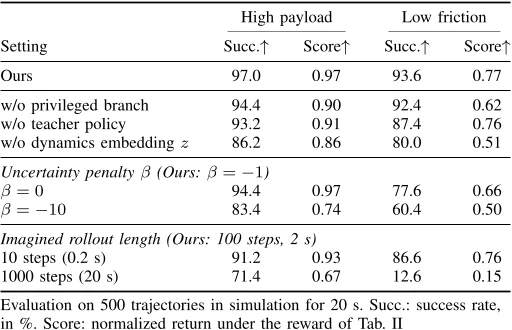 High payload Low friction
Setting Succ.↑ Score↑ Succ.↑ Score↑
Ours 97.0 0.97 93.6 0.77
w/o privileged branch 94.4 0.90 92.4 0.62
w/o teacher policy 93.2 0.91 87.4 0.76
w/o dynamics embedding z 86.2 0.86 80.0 0.51
Uncertainty penalty β (Ours: β = −1)
β = 0 94.4 0.97 77.6 0.66
β = −10 83.4 0.74 60.4 0.50
Imagined rollout length (Ours: 100 steps, 2 s)
10 steps (0.2 s) 91.2 0.93 86.6 0.76
1000 steps (20 s) 71.4 0.67 12.6 0.15
Evaluation on 500 trajectories in simulation for 20 s. Succ.: success rate,
in %. Score: normalized return under the reward of Tab. II